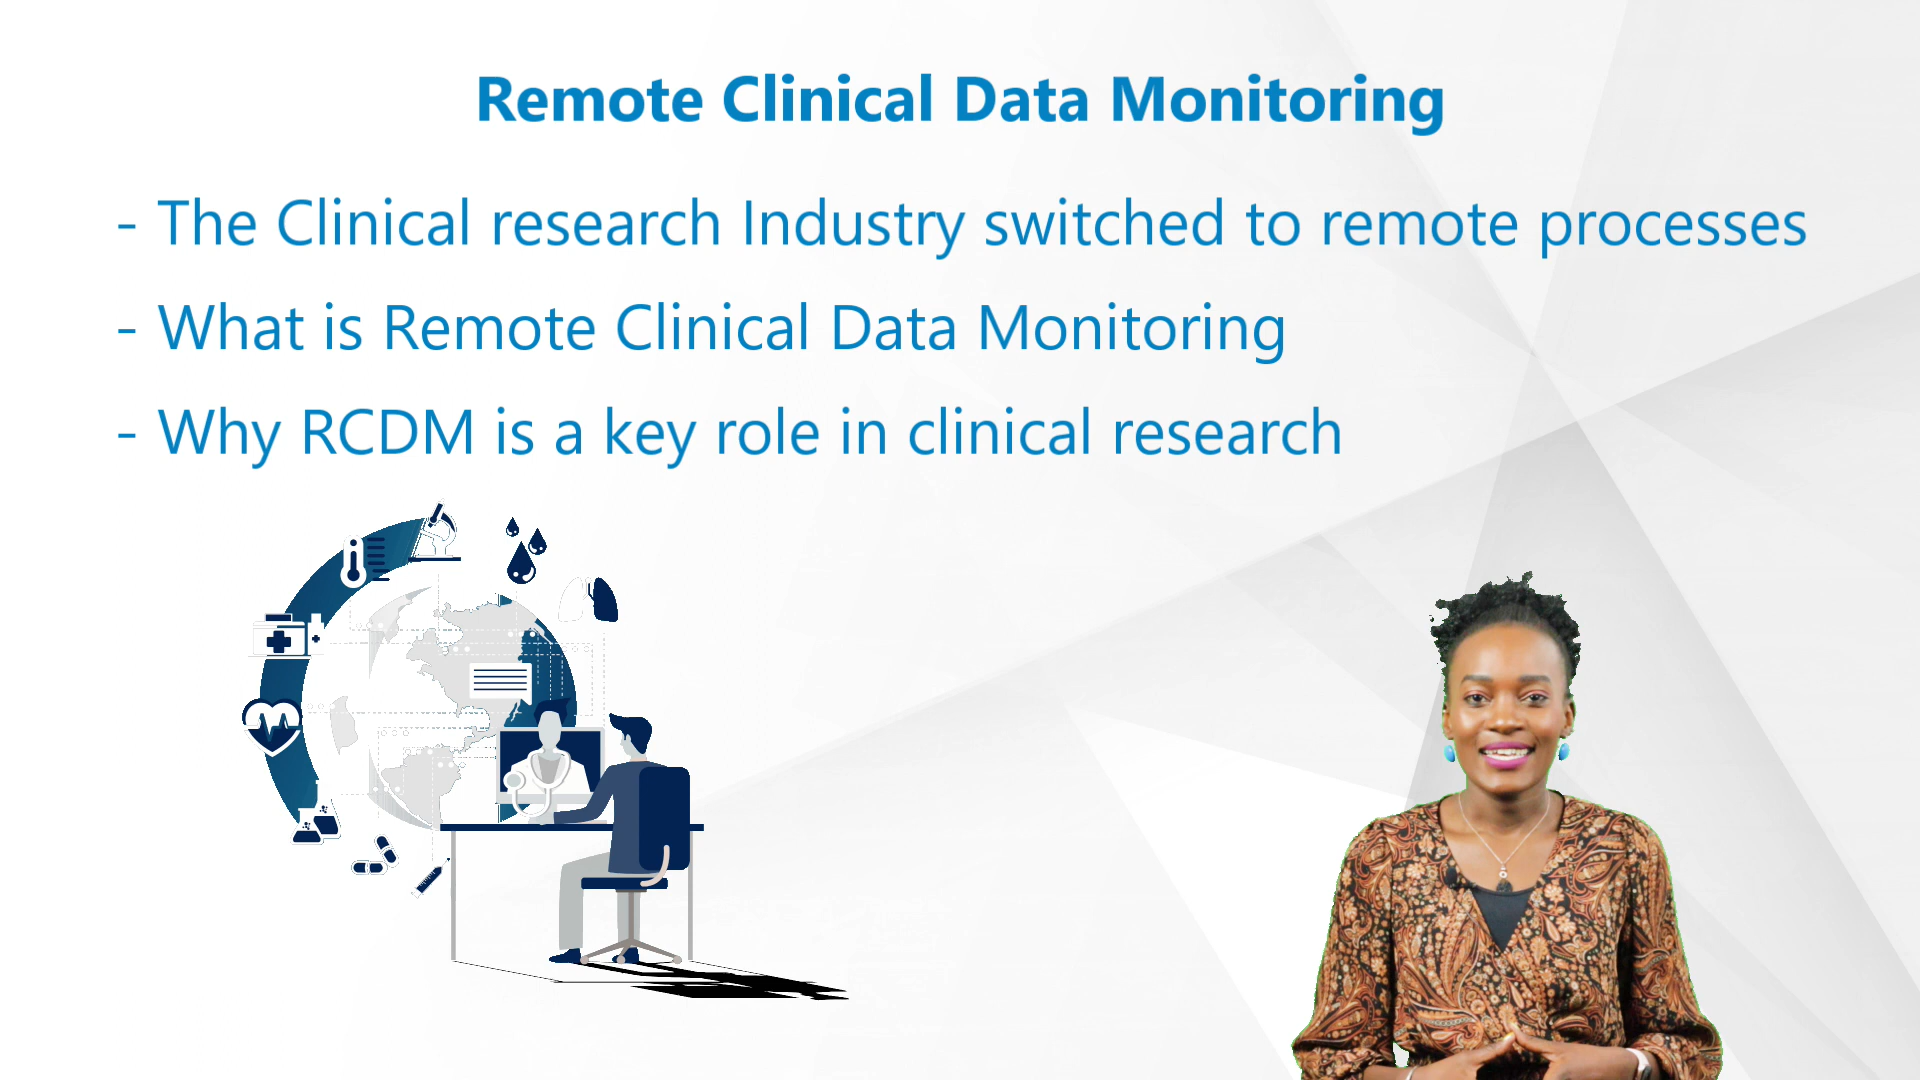 Remote Clinical Data Monitoring
- The Clinical research Industry switched to remote processes
- What is Remote Clinical Data Monitoring
- Why RCDM is a key role in clinical research